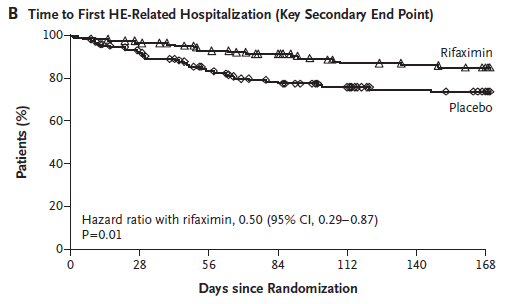 B Time to First HE-Related Hospitalization (Key Secondary End Point)
100
80
60
40
20
0
Patients (%)
Rifaximin
Placebo
Hazard ratio with rifaximin, 0.50 (95% CI, 0.29–0.87)
P=0.01
0 28 56 84 112 140 168
Days since Randomization